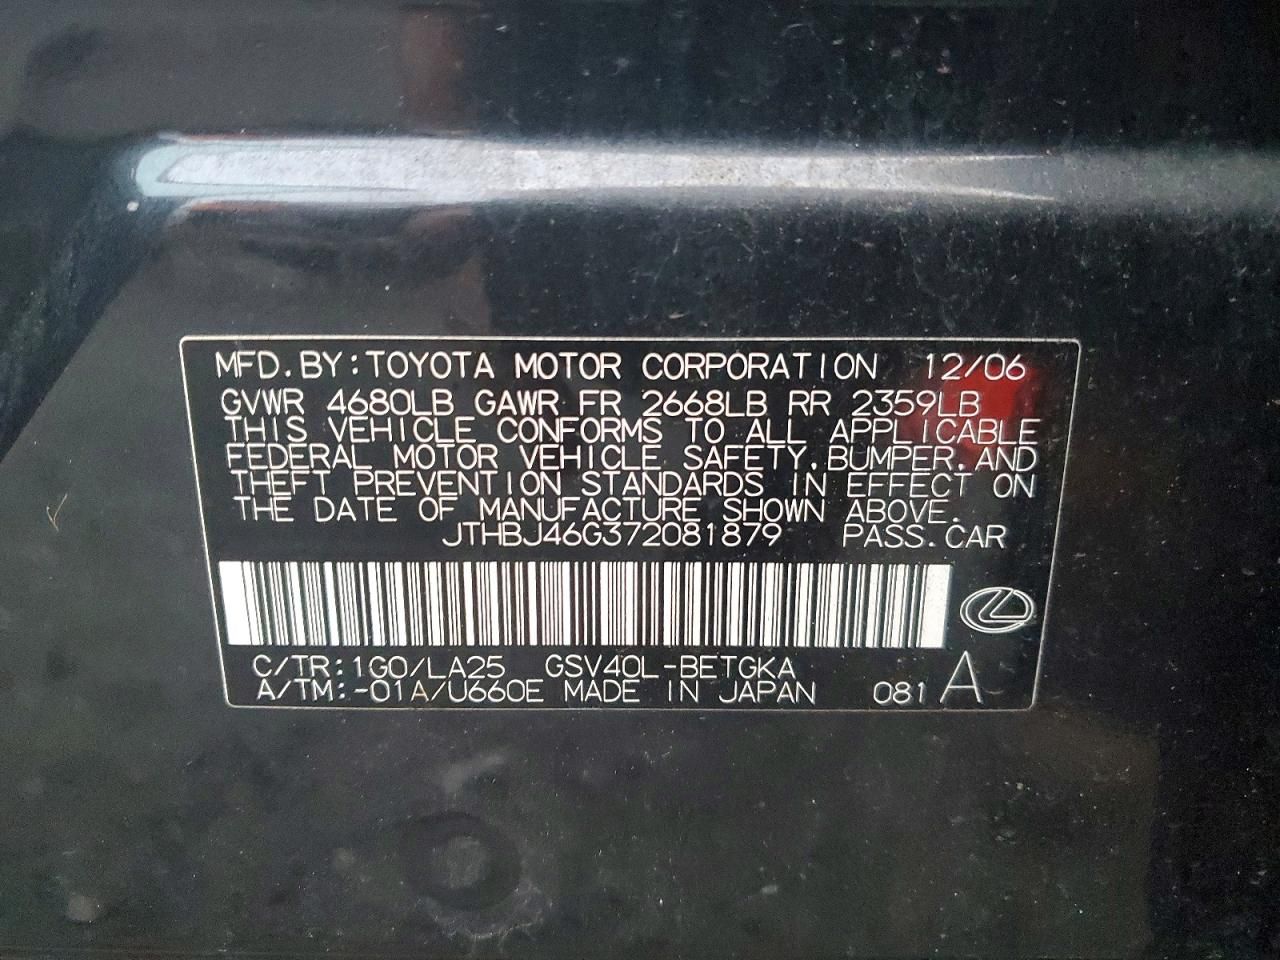 MFD. BY: TOYOTA MOTOR CORPORATION 12/06
GVWR 4680LB GAWR FR 2668LB RR 2359LB
THIS VEHICLE CONFORMS TO ALL APPLICABLE
FEDERAL MOTOR VEHICLE SAFETY, BUMPER, AND
THEFT PREVENTION STANDARDS IN EFFECT ON
THE DATE OF MANUFACTURE SHOWN ABOVE.
JTHBJ46G372081879 PASS. CAR
C/TR: 1G0/LA25 GSV40L-BETGKA
A/TM: -01A/U660E MADE IN JAPAN 081 A